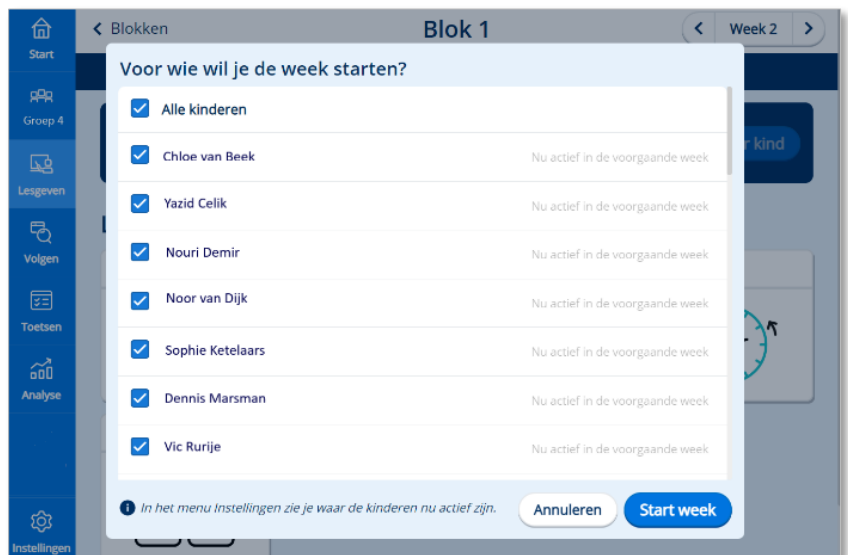 Start
Groep 4
Lesgeven
Volgen
Toetsen
Analyse
Instellingen
Blokken
Blok 1
Week 2
kind
Voor wie wil je de week starten?
Alle kinderen
Chloe van Beek Nu actief in de voorgaande week
Yazid Celik Nu actief in de voorgaande week
Nouri Demir Nu actief in de voorgaande week
Noor van Dijk Nu actief in de voorgaande week
Sophie Ketelaars Nu actief in de voorgaande week
Dennis Marsman Nu actief in de voorgaande week
Vic Rurije Nu actief in de voorgaande week
In het menu Instellingen zie je waar de kinderen nu actief zijn.
Annuleren
Start week